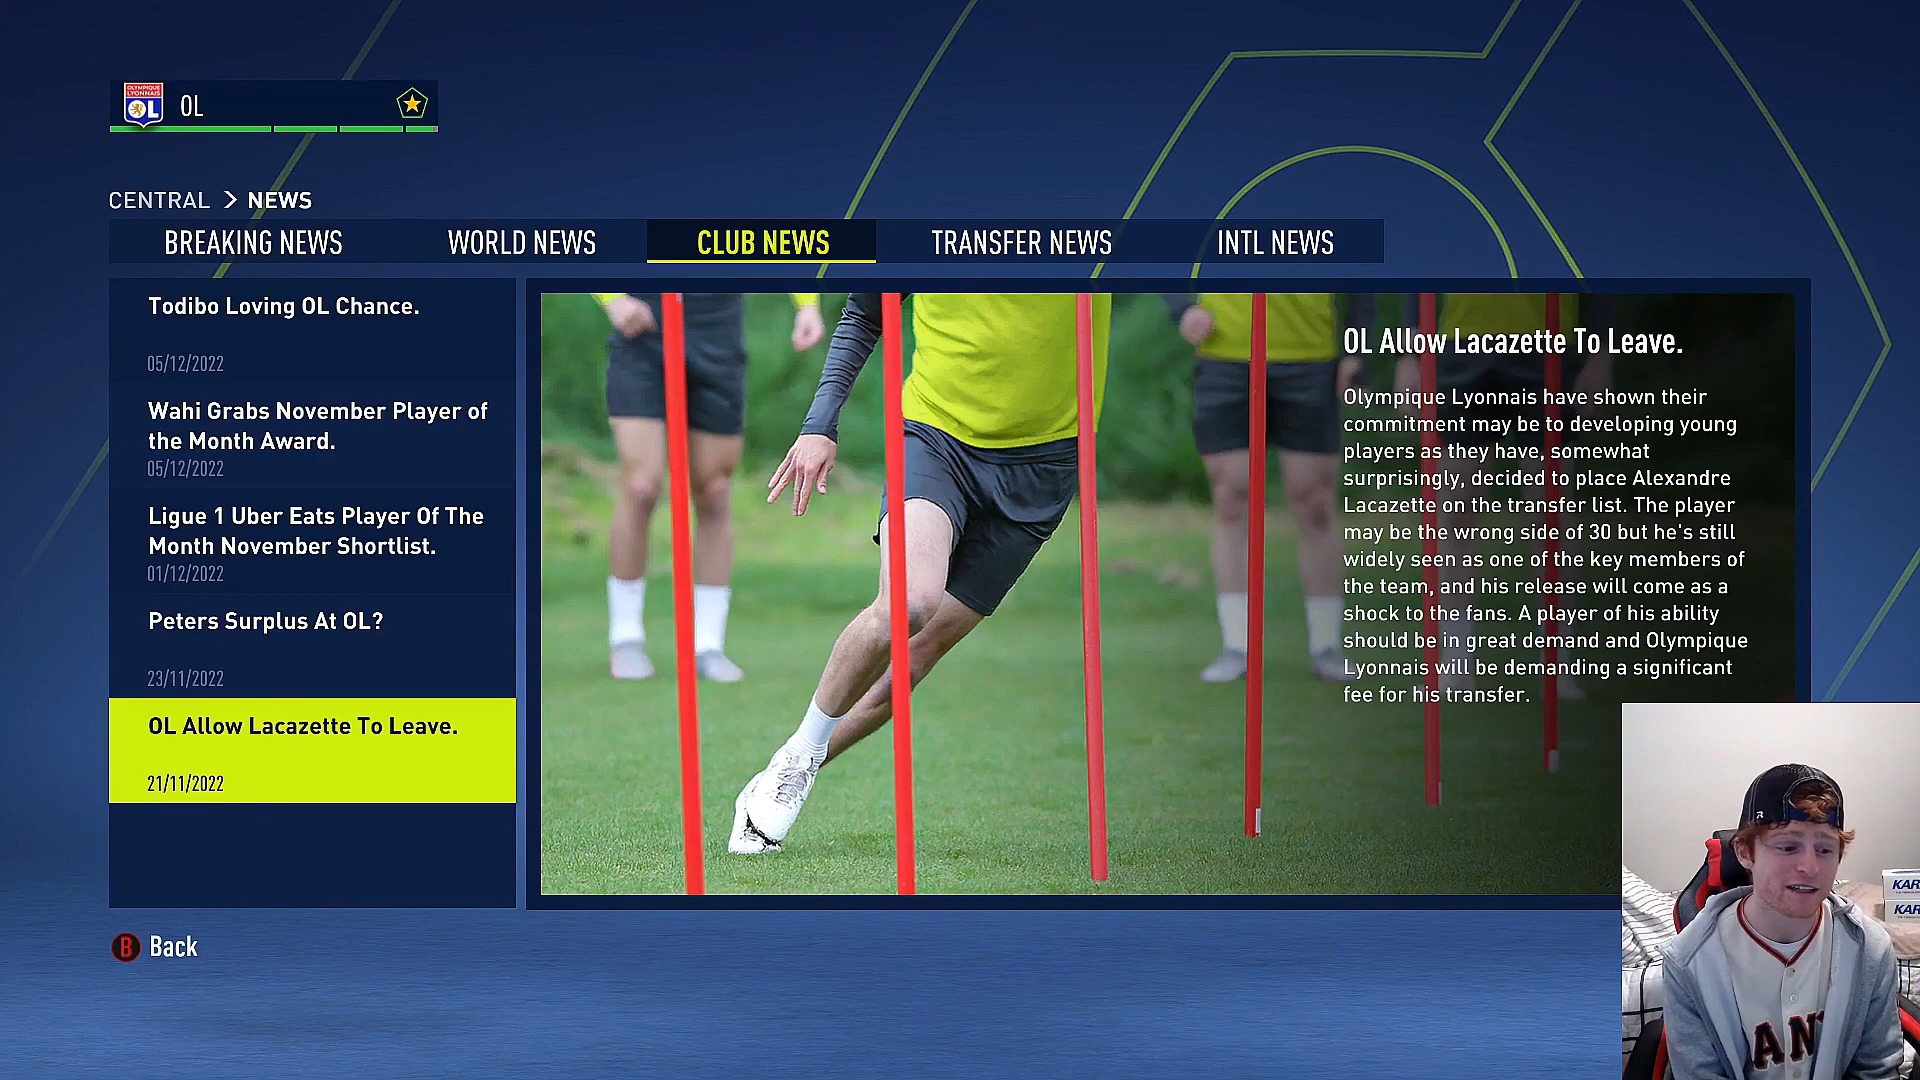 OLYMPIQUE
LYONNAIS
OL
OL
CENTRAL > NEWS
BREAKING NEWS
WORLD NEWS
CLUB NEWS
TRANSFER NEWS
INTL NEWS
Todibo Loving OL Chance.
05/12/2022
Wahi Grabs November Player of
the Month Award.
05/12/2022
Ligue 1 Uber Eats Player Of The
Month November Shortlist.
01/12/2022
Peters Surplus At OL?
23/11/2022
OL Allow Lacazette To Leave.
21/11/2022
OL Allow Lacazette To Leave.
Olympique Lyonnais have shown their
commitment may be to developing young
players as they have, somewhat
surprisingly, decided to place Alexandre
Lacazette on the transfer list. The player
may be the wrong side of 30 but he's still
widely seen as one of the key members of
the team, and his release will come as a
shock to the fans. A player of his ability
should be in great demand and Olympique
Lyonnais will be demanding a significant
fee for his transfer.
B Back
KAR
KAR
AN